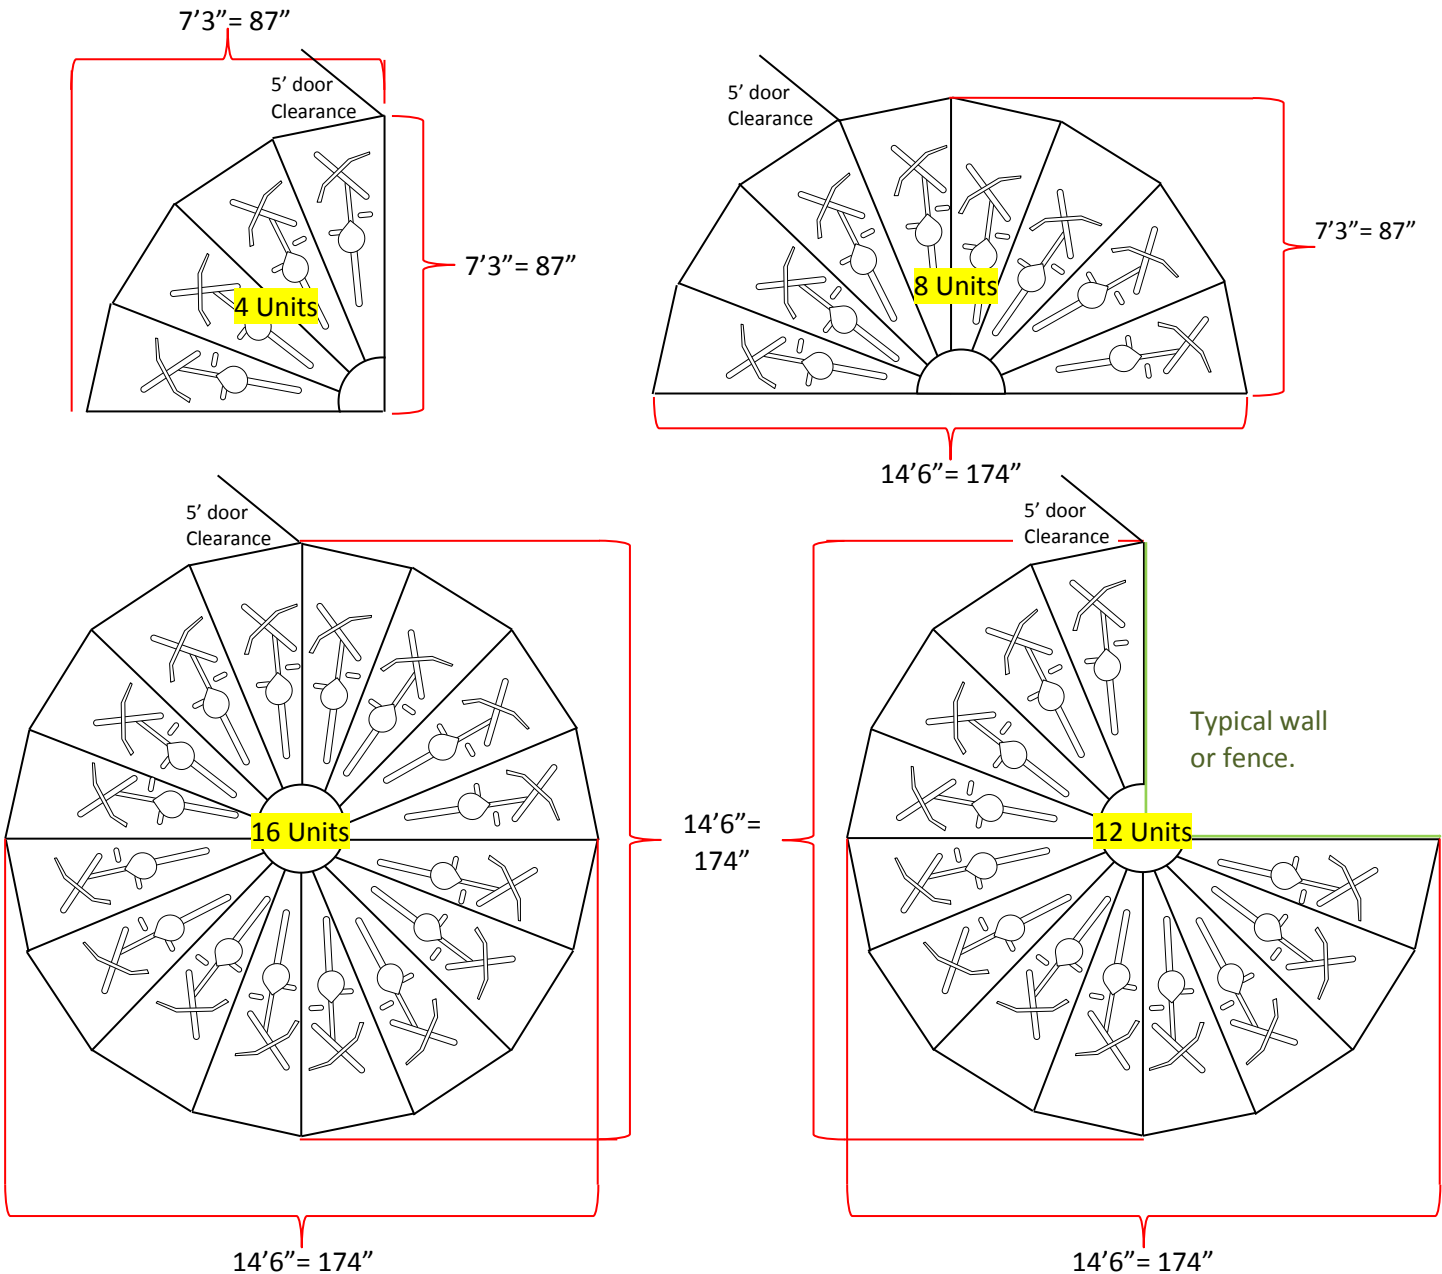 7’3”= 87”
5’ door
Clearance
7’3”= 87”
4 Units
5’ door
Clearance
7’3”= 87”
8 Units
14’6”= 174”
5’ door
Clearance
16 Units
14’6”=
174”
14’6”= 174”
5’ door
Clearance
Typical wall
or fence.
12 Units
14’6”= 174”